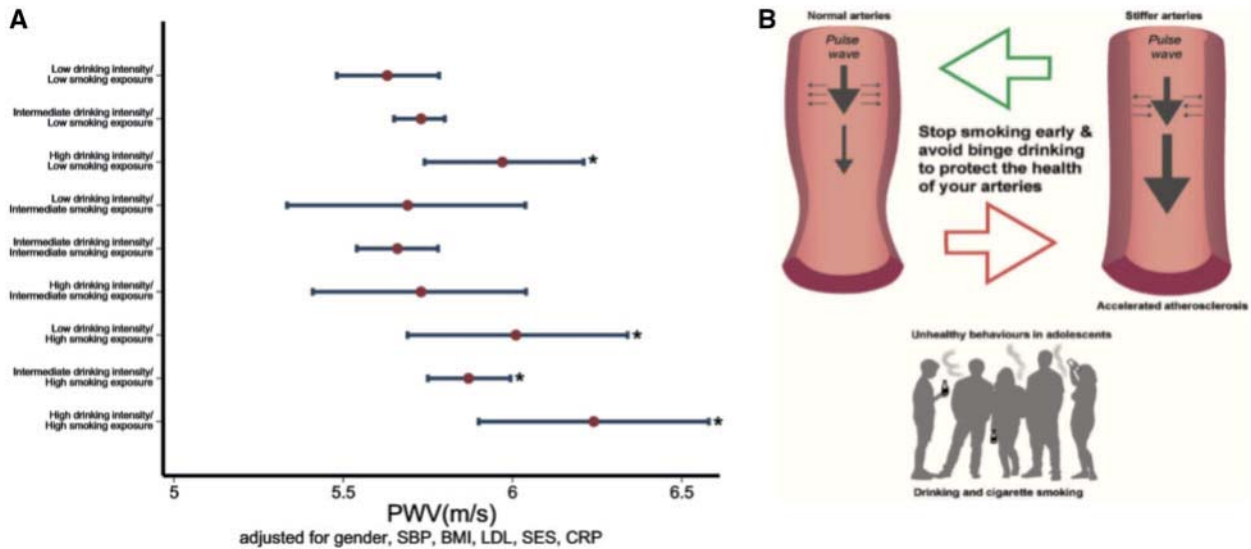 A
Low drinking intensity/
Low smoking exposure
Intermediate drinking intensity/
Low smoking exposure
High drinking intensity/
Low smoking exposure
*
Low drinking intensity/
Intermediate smoking exposure
Intermediate drinking intensity/
Intermediate smoking exposure
High drinking intensity/
Intermediate smoking exposure
Low drinking intensity/
High smoking exposure
*
Intermediate drinking intensity/
High smoking exposure
*
High drinking intensity/
High smoking exposure
*
5 5.5 6 6.5
PWV(m/s)
adjusted for gender, SBP, BMI, LDL, SES, CRP
B
Normal arteries
Stiffer arteries
Pulse
wave
Pulse
wave
Stop smoking early &
avoid binge drinking
to protect the health
of your arteries
Accelerated atherosclerosis
Unhealthy behaviours in adolescents
Drinking and cigarette smoking